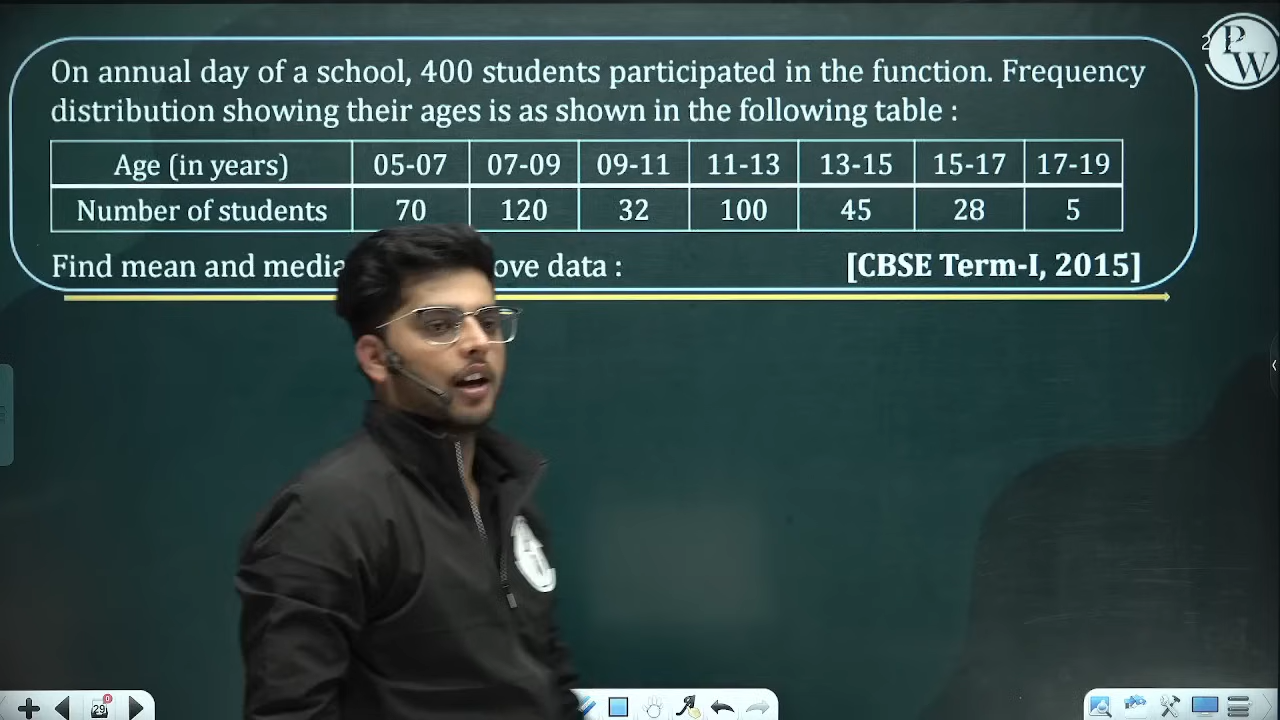 On annual day of a school, 400 students participated in the function. Frequency
distribution showing their ages is as shown in the following table :
Age (in years) 05-07 07-09 09-11 11-13 13-15 15-17 17-19
Number of students 70 120 32 100 45 28 5
Find mean and media ove data : [CBSE Term-I, 2015]
PW
29